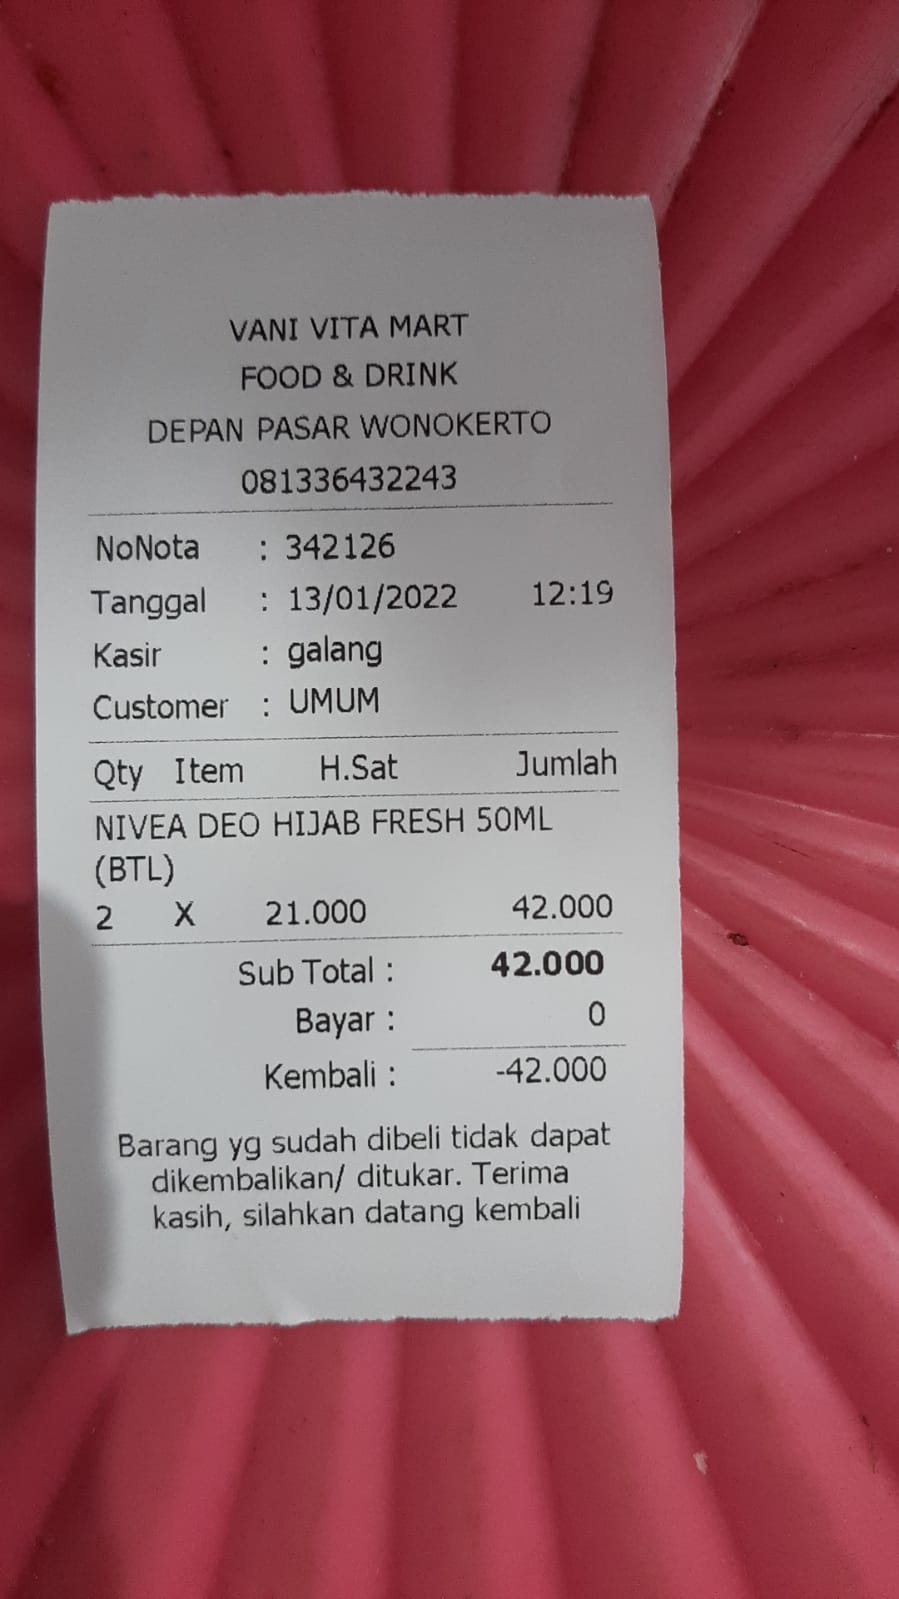 VANI VITA MART
FOOD & DRINK
DEPAN PASAR WONOKERTO
081336432243
NoNota : 342126
Tanggal : 13/01/2022 12:19
Kasir : galang
Customer : UMUM
Qty Item H.Sat Jumlah
NIVEA DEO HIJAB FRESH 50ML
(BTL)
2 X 21.000 42.000
Sub Total : 42.000
Bayar : 0
Kembali : -42.000
Barang yg sudah dibeli tidak dapat
dikembalikan/ ditukar. Terima
kasih, silahkan datang kembali